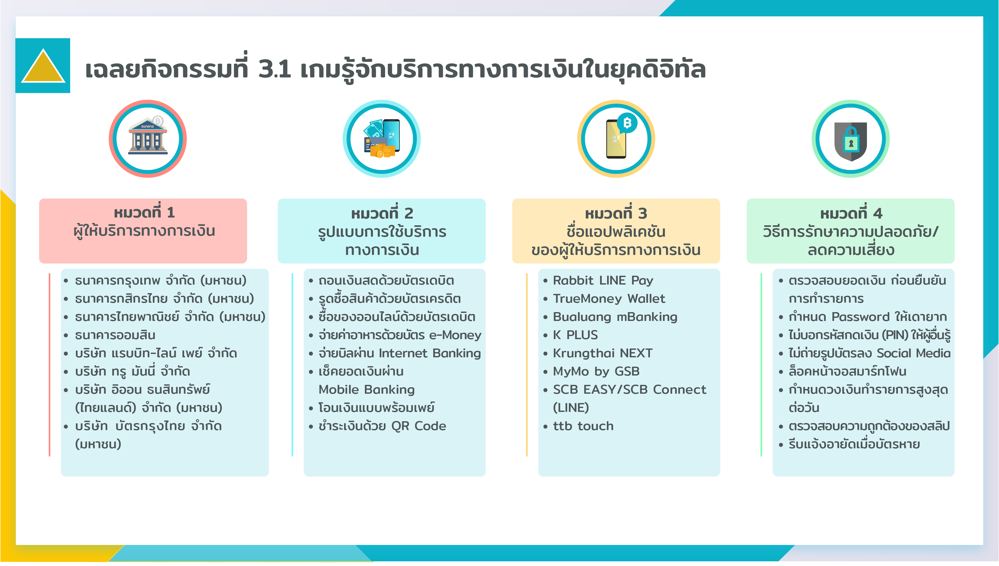 เฉลยกิจกรรมที่ 3.1 เกมรู้จักบริการทางการเงินในยุคดิจิทัล
ธนาคาร
หมวดที่ 1
ผู้ให้บริการทางการเงิน
• ธนาคารกรุงเทพ จำกัด (มหาชน)
• ธนาคารกสิกรไทย จำกัด (มหาชน)
• ธนาคารไทยพาณิชย์ จำกัด (มหาชน)
• ธนาคารออมสิน
• บริษัท แรบบิท-ไลน์ เพย์ จำกัด
• บริษัท ทรู มันนี่ จำกัด
• บริษัท อิออน ธนสินทรัพย์
(ไทยแลนด์) จำกัด (มหาชน)
• บริษัท บัตรกรุงไทย จำกัด
(มหาชน)
หมวดที่ 2
รูปแบบการใช้บริการ
ทางการเงิน
• ถอนเงินสดด้วยบัตรเดบิต
• รูดซื้อสินค้าด้วยบัตรเครดิต
• ซื้อของออนไลน์ด้วยบัตรเดบิต
• จ่ายค่าอาหารด้วยบัตร e-Money
• จ่ายบิลผ่าน Internet Banking
• เช็คยอดเงินผ่าน
Mobile Banking
• โอนเงินแบบพร้อมเพย์
• ชำระเงินด้วย QR Code
หมวดที่ 3
ชื่อแอปพลิเคชัน
ของผู้ให้บริการทางการเงิน
• Rabbit LINE Pay
• TrueMoney Wallet
• Bualuang mBanking
• K PLUS
• Krungthai NEXT
• MyMo by GSB
• SCB EASY/SCB Connect
(LINE)
• ttb touch
หมวดที่ 4
วิธีการรักษาความปลอดภัย/
ลดความเสี่ยง
• ตรวจสอบยอดเงิน ก่อนยืนยัน
การทำรายการ
• กำหนด Password ให้เดายาก
• ไม่บอกรหัสกดเงิน (PIN) ให้ผู้อื่นรู้
• ไม่ถ่ายรูปบัตรลง Social Media
• ล็อคหน้าจอสมาร์ทโฟน
• กำหนดวงเงินทำรายการสูงสุด
ต่อวัน
• ตรวจสอบความถูกต้องของสลิป
• รีบแจ้งอายัดเมื่อบัตรหาย